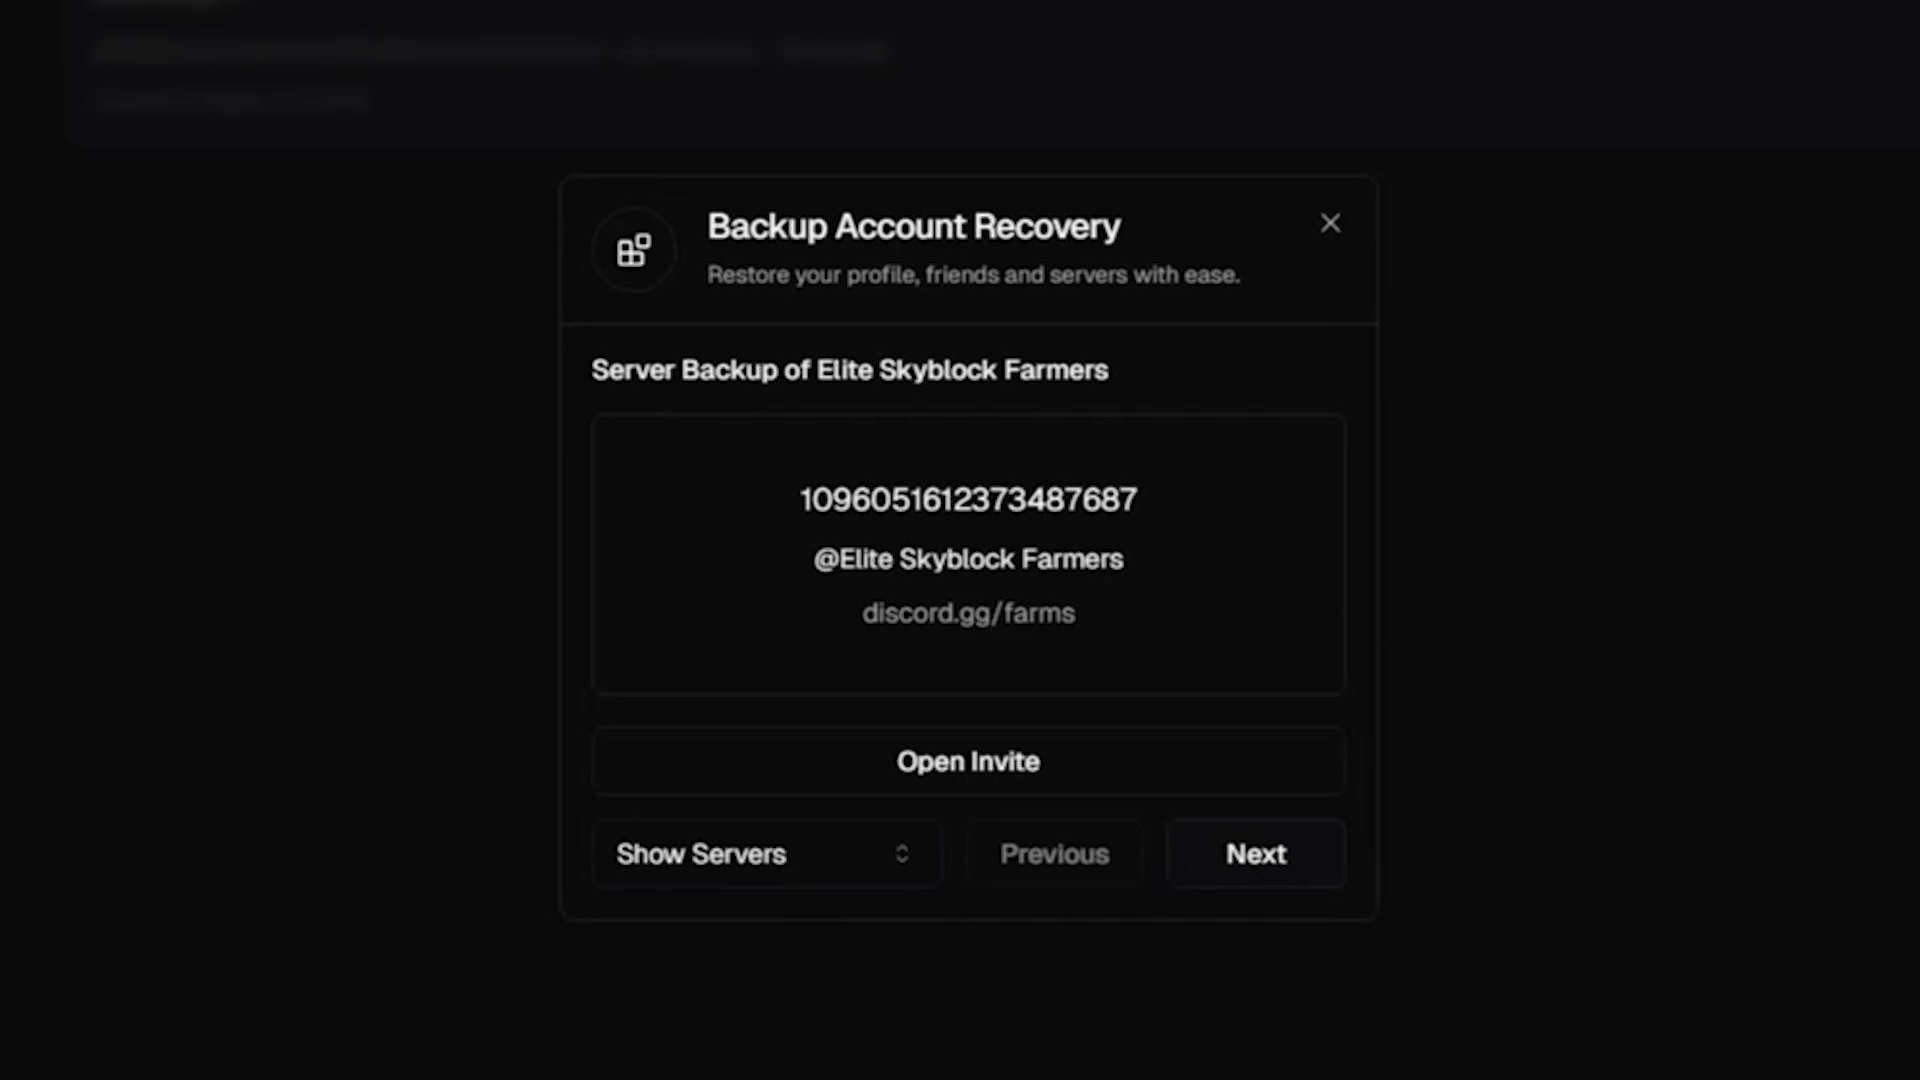 Backup Account Recovery
Restore your profile, friends and servers with ease.
Server Backup of Elite Skyblock Farmers
1096051612373487687
@Elite Skyblock Farmers
discord.gg/farms
Open Invite
Show Servers
Previous
Next